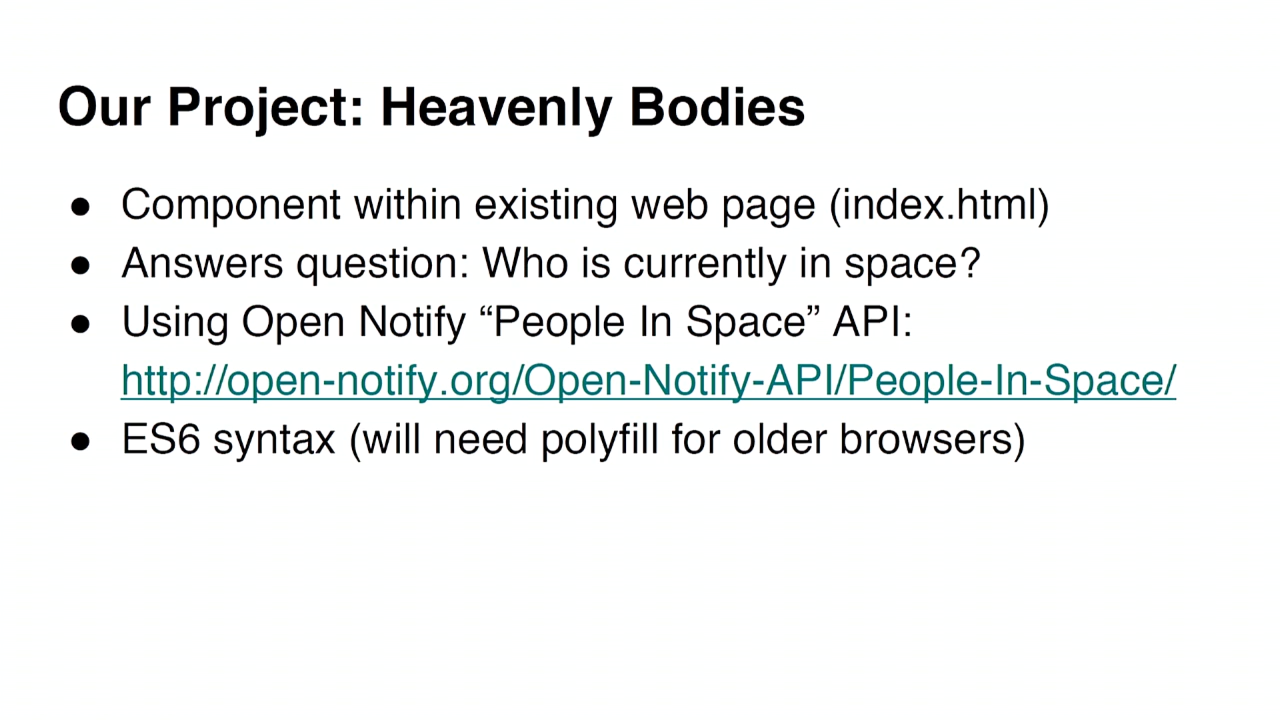 Our Project: Heavenly Bodies
● Component within existing web page (index.html)
● Answers question: Who is currently in space?
● Using Open Notify “People In Space” API:
http://open-notify.org/Open-Notify-API/People-In-Space/
● ES6 syntax (will need polyfill for older browsers)